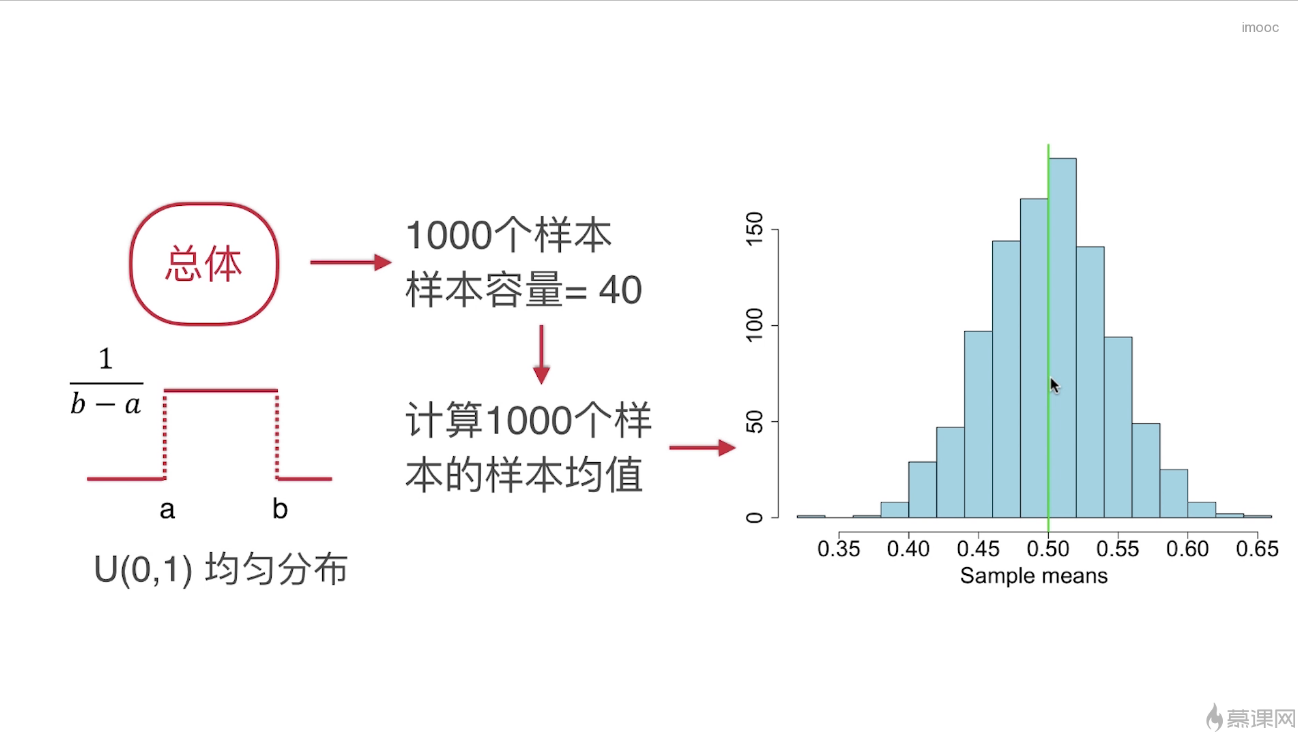 imooc
总体
1000个样本
样本容量= 40
1
b − a
a
b
U(0,1) 均匀分布
计算1000个样
本的样本均值
150
100
50
0
0.35 0.40 0.45 0.50 0.55 0.60 0.65
Sample means
慕课网